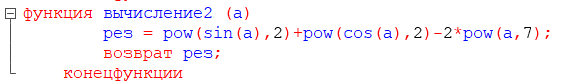 функция вычисление2 (а)
рез = pow(sin(a),2)+pow(cos(a),2)-2*pow(a,7);
возврат рез;
конецфункции